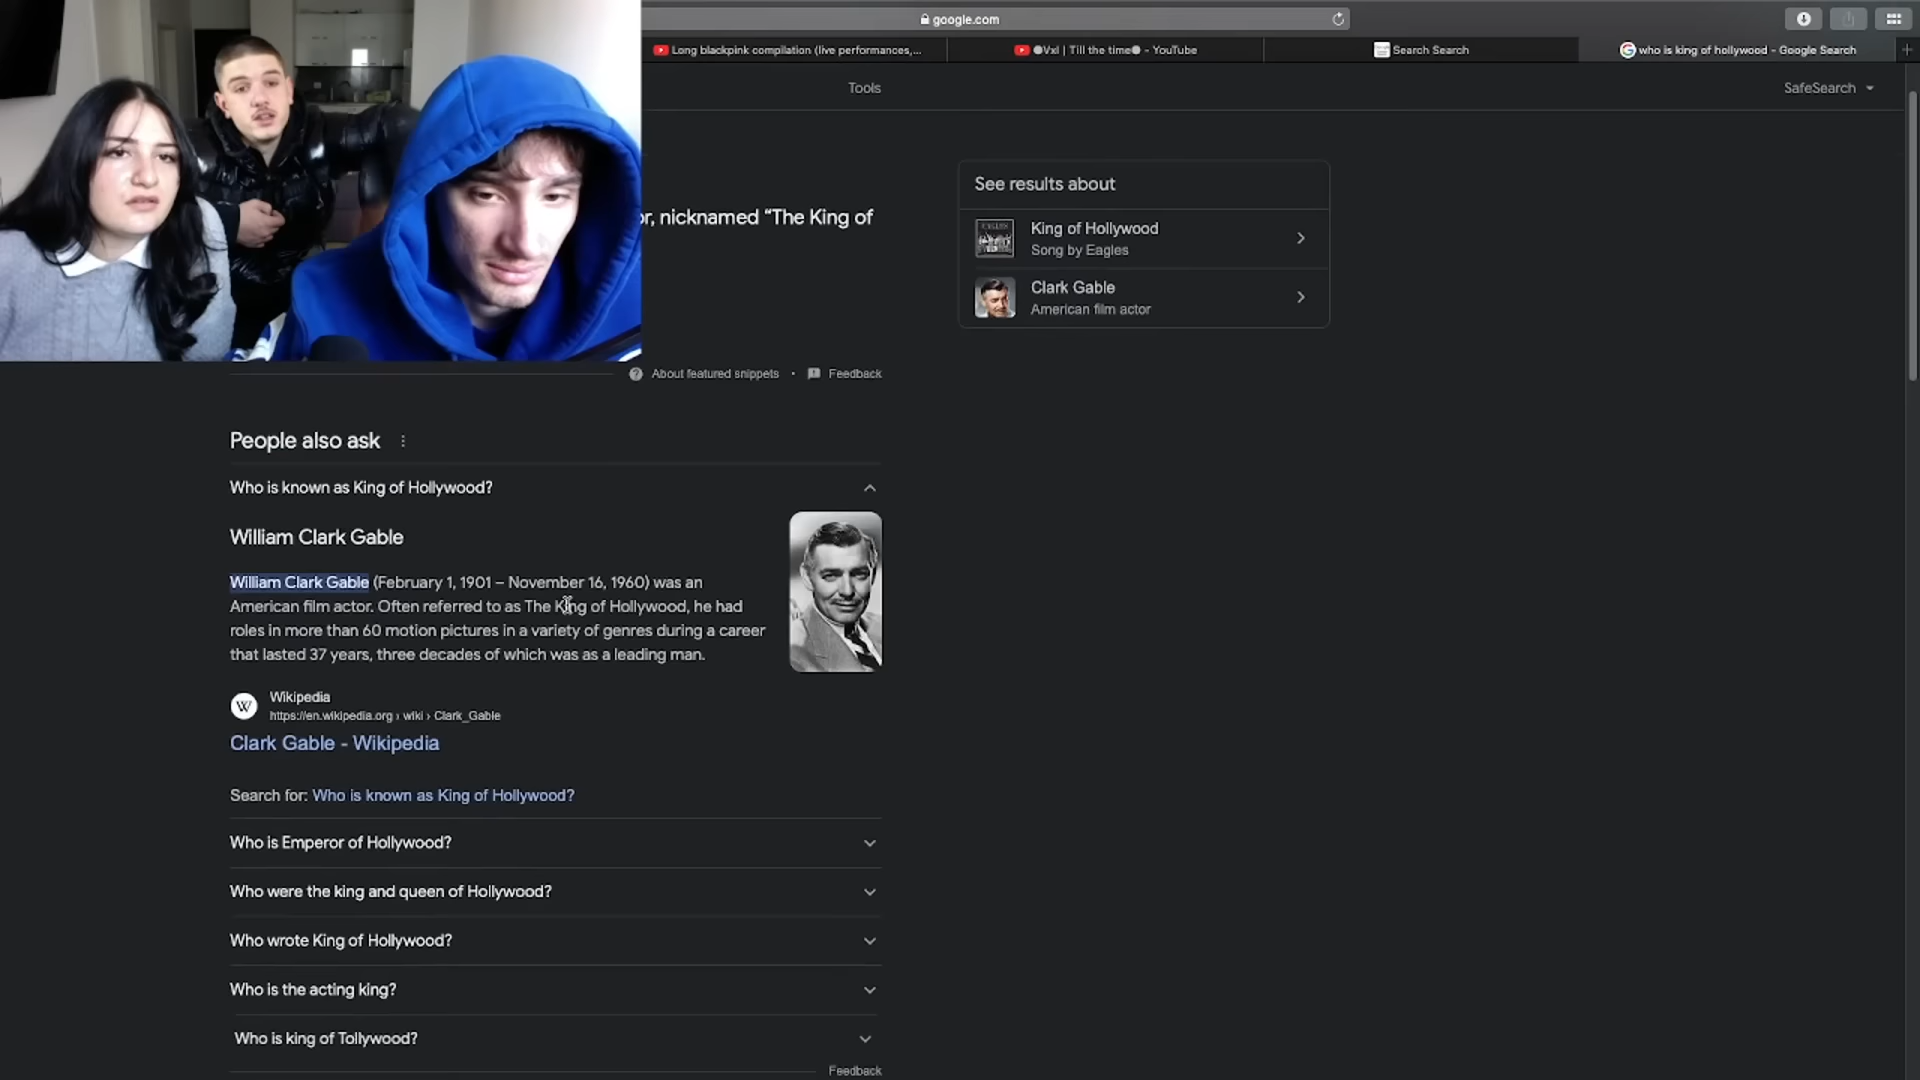 google.com
Long blackpink compilation (live performances,...
●Vxl | Till the time● - YouTube
Search Search
who is king of hollywood - Google Search
Tools
SafeSearch
nicknamed “The King of
See results about
King of Hollywood
Song by Eagles
Clark Gable
American film actor
About featured snippets • Feedback
People also ask
Who is known as King of Hollywood?
William Clark Gable
William Clark Gable (February 1, 1901 – November 16, 1960) was an
American film actor. Often referred to as The King of Hollywood, he had
roles in more than 60 motion pictures in a variety of genres during a career
that lasted 37 years, three decades of which was as a leading man.
W
Wikipedia
https://en.wikipedia.org › wiki › Clark_Gable
Clark Gable - Wikipedia
Search for: Who is known as King of Hollywood?
Who is Emperor of Hollywood?
Who were the king and queen of Hollywood?
Who wrote King of Hollywood?
Who is the acting king?
Who is king of Tollywood?
Feedback